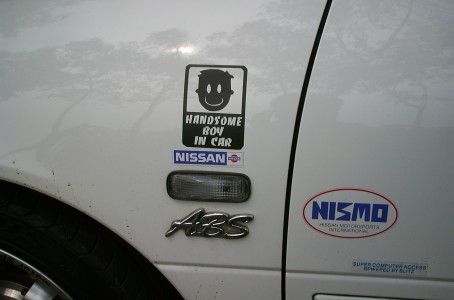 HANDSOME
BOY
IN CAR
NISSAN
ABS
NISMO
NISSAN MOTORSPORTS
INTERNATIONAL
SUPER COMPUTER ACCESS